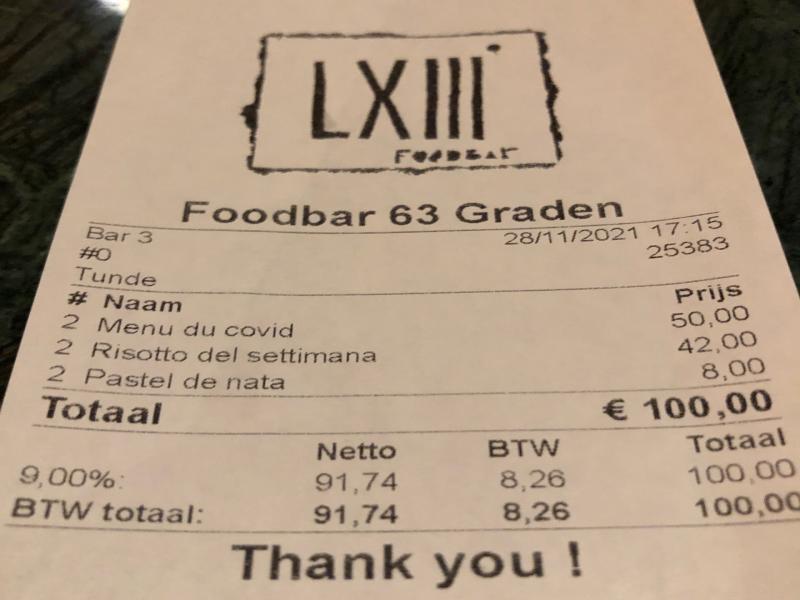 LXIII°
FOODBAR
Foodbar 63 Graden
Bar 3 28/11/2021 17:15
#0 25383
Tunde
# Naam Prijs
2 Menu du covid 50,00
2 Risotto del settimana 42,00
2 Pastel de nata 8,00
Totaal € 100,00
Netto BTW Totaal
9,00%: 91,74 8,26 100,00
BTW totaal: 91,74 8,26 100,00
Thank you !